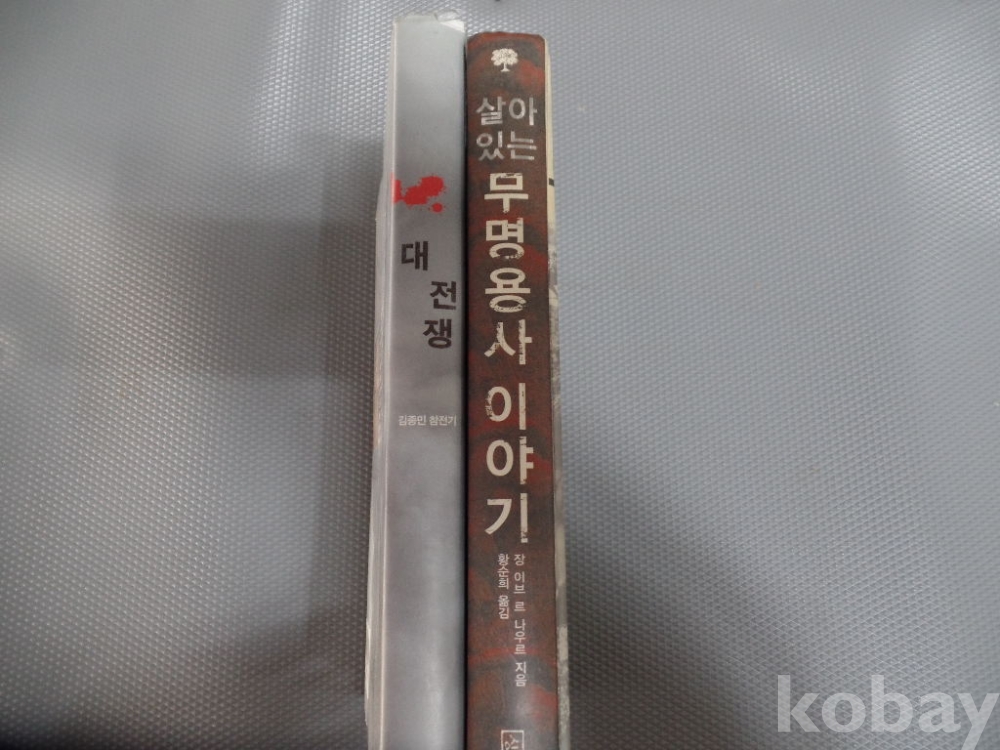 대전쟁
김종민 참전기
살아
있는
무명용사 이야기
장 이브 르 나우르 지음
황순희 옮김
kobay